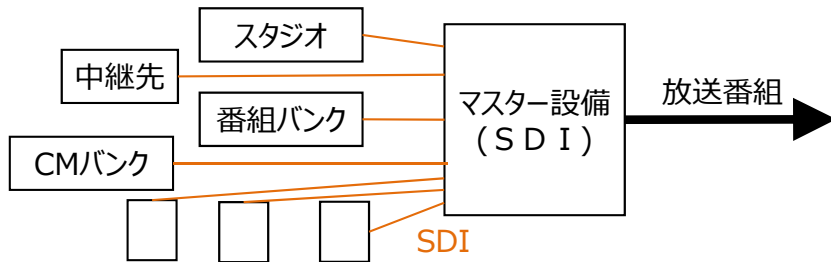 スタジオ
中継先
番組バンク
CMバンク
マスター設備
(ＳＤＩ)
放送番組
SDI